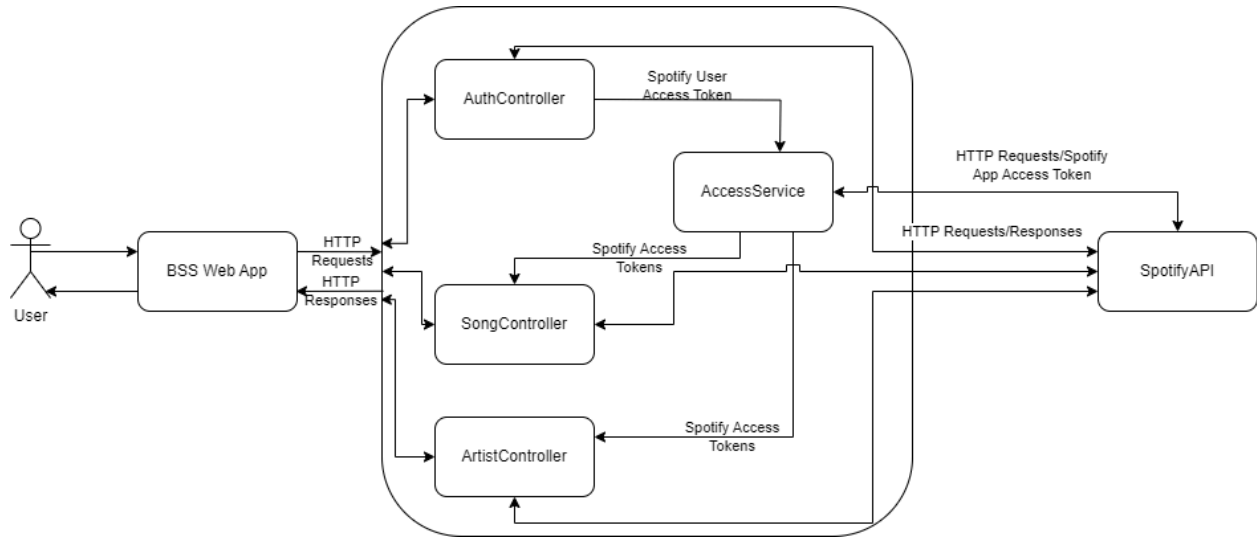 AuthController
Spotify User
Access Token
AccessService
HTTP Requests/Spotify
App Access Token
HTTP
Requests
HTTP
Responses
BSS Web App
User
Spotify Access
Tokens
HTTP Requests/Responses
SpotifyAPI
SongController
Spotify Access
Tokens
ArtistController